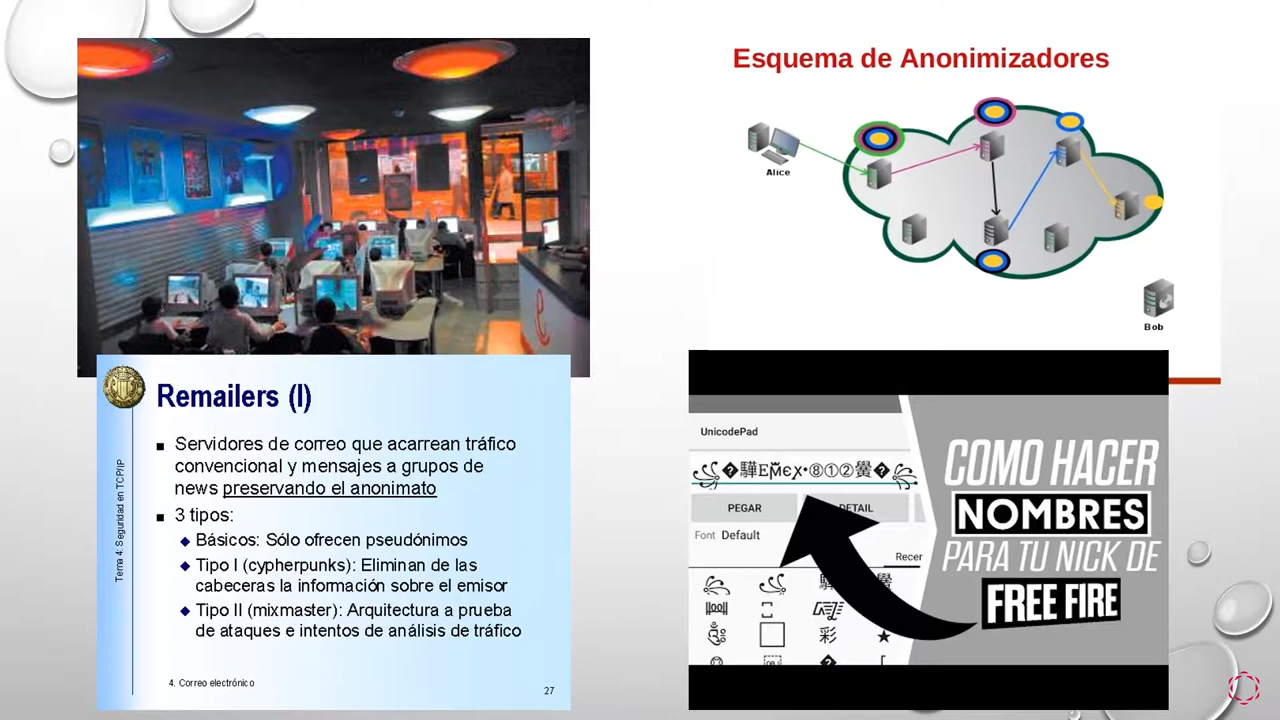 Esquema de Anonimizadores
Alice
Bob
Remailers (I)
Servidores de correo que acarrean tráfico
convencional y mensajes a grupos de
news preservando el anonimato
3 tipos:
Básicos: Sólo ofrecen pseudónimos
Tipo I (cypherpunks): Eliminan de las
cabeceras la información sobre el emisor
Tipo II (mixmaster): Arquitectura a prueba
de ataques e intentos de análisis de tráfico
Tema 4: Seguridad en TCP/IP
4. Correo electrónico
27
UnicodePad
PEGAR
DETAIL
Font Default
Recer
彩 ★
COMO HACER
NOMBRES
PARA TU NICK DE
FREE FIRE